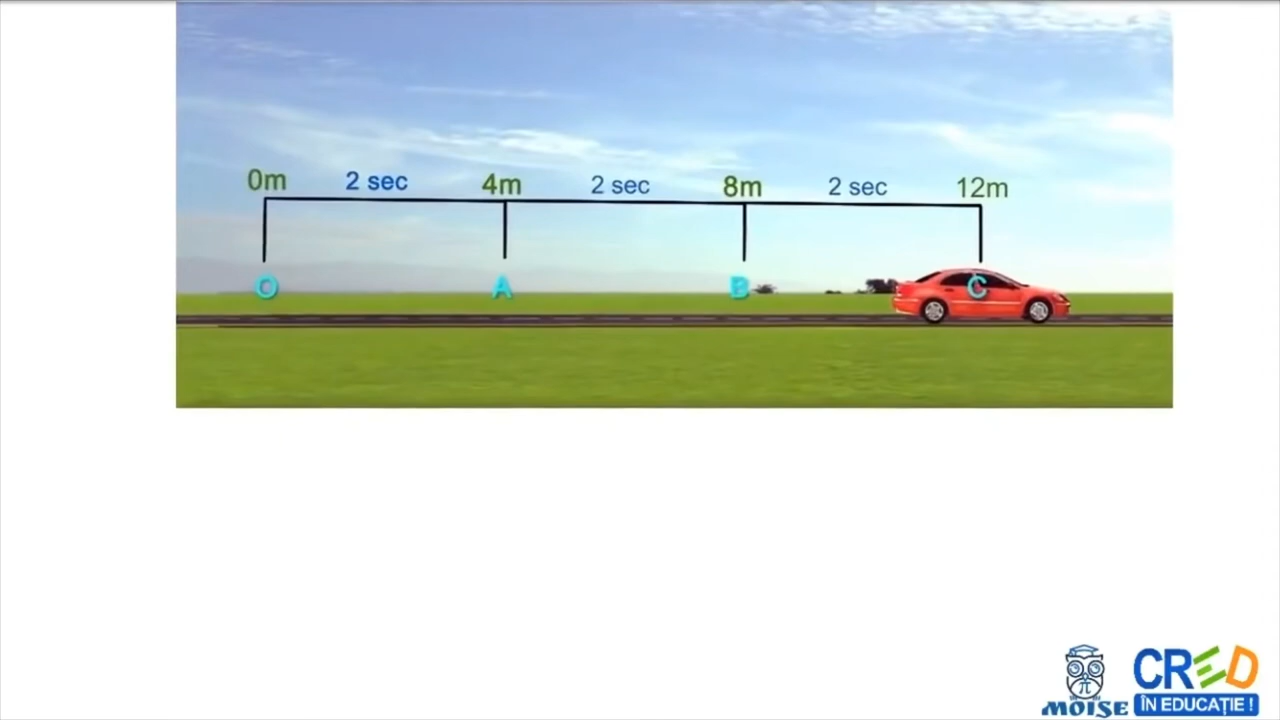 0m 2 sec 4m 2 sec 8m 2 sec 12m
O A B C
π
MOISE
CRED
ÎN EDUCAȚIE !